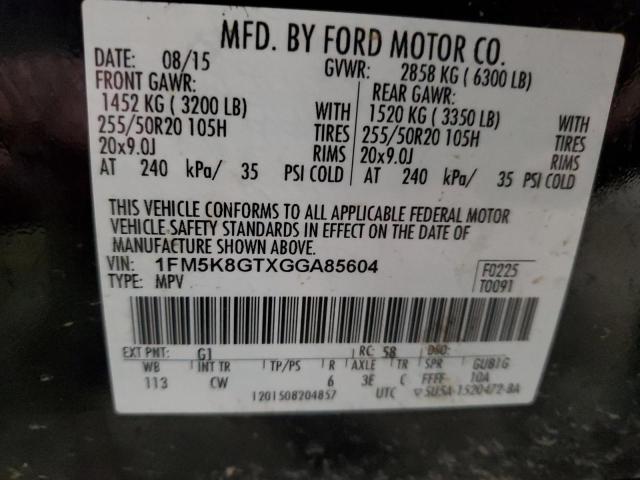 MFD. BY FORD MOTOR CO.
DATE: 08/15 GVWR: 2858 KG ( 6300 LB)
FRONT GAWR: REAR GAWR:
1452 KG ( 3200 LB) WITH 1520 KG ( 3350 LB) WITH
255/50R20 105H TIRES 255/50R20 105H TIRES
20x9.0J RIMS 20x9.0J RIMS
AT 240 kPa/ 35 PSI COLD AT 240 kPa/ 35 PSI COLD
THIS VEHICLE CONFORMS TO ALL APPLICABLE FEDERAL MOTOR
VEHICLE SAFETY STANDARDS IN EFFECT ON THE DATE OF
MANUFACTURE SHOWN ABOVE.
VIN: 1FM5K8GTXGGA85604 F0225
TYPE: MPV T0091
EXT PNT: G1 RC: 58 DSO:
WB INT TR TP/PS R AXLE TR SPR GU81G
113 CW 6 3E C FFFF 10A
1201508204857 UTC ▽ 5U5A-1520472-BA